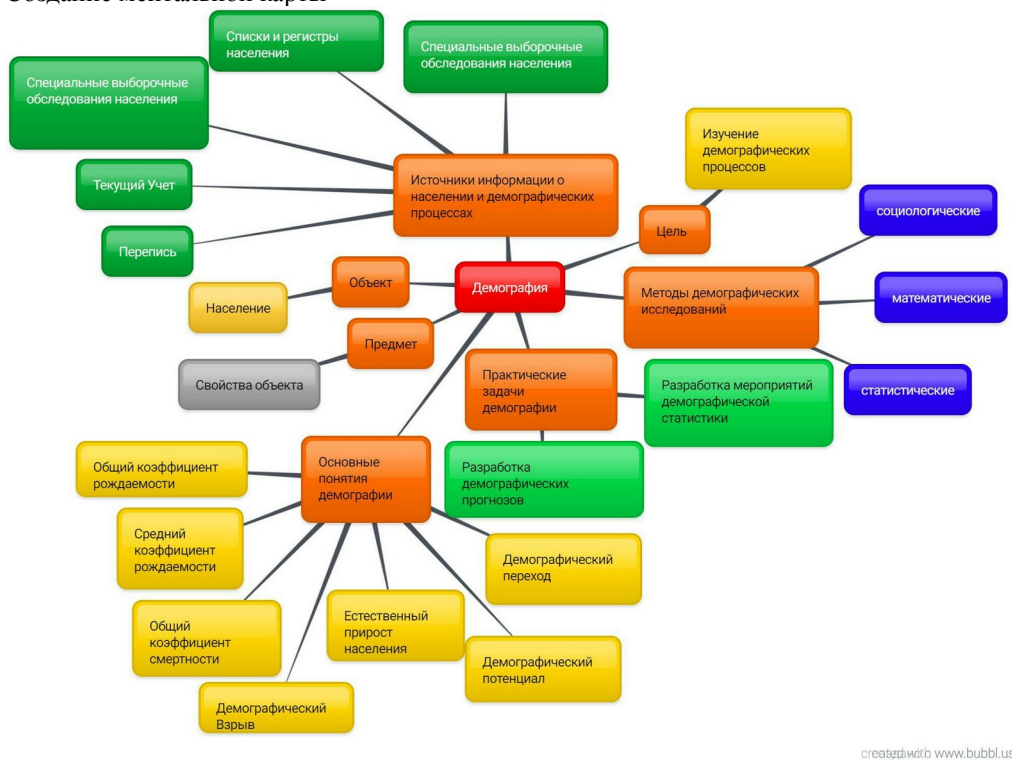 Создание ментальной карты
Списки и регистры
населения
Специальные выборочные
обследования населения
Специальные выборочные
обследования населения
Текущий Учет
Перепись
Источники информации о
населении и демографических
процессах
Изучение
демографических
процессов
Цель
социологические
Объект
Население
Демография
Методы демографических
исследований
математические
Предмет
Свойства объекта
Практические
задачи
демографии
Разработка мероприятий
демографической
статистики
статистические
Основные
понятия
демографии
Разработка
демографических
прогнозов
Общий коэффициент
рождаемости
Средний
коэффициент
рождаемости
Общий
коэффициент
смертности
Демографический
Взрыв
Естественный
прирост
населения
Демографический
потенциал
Демографический
переход
www.bubbl.us